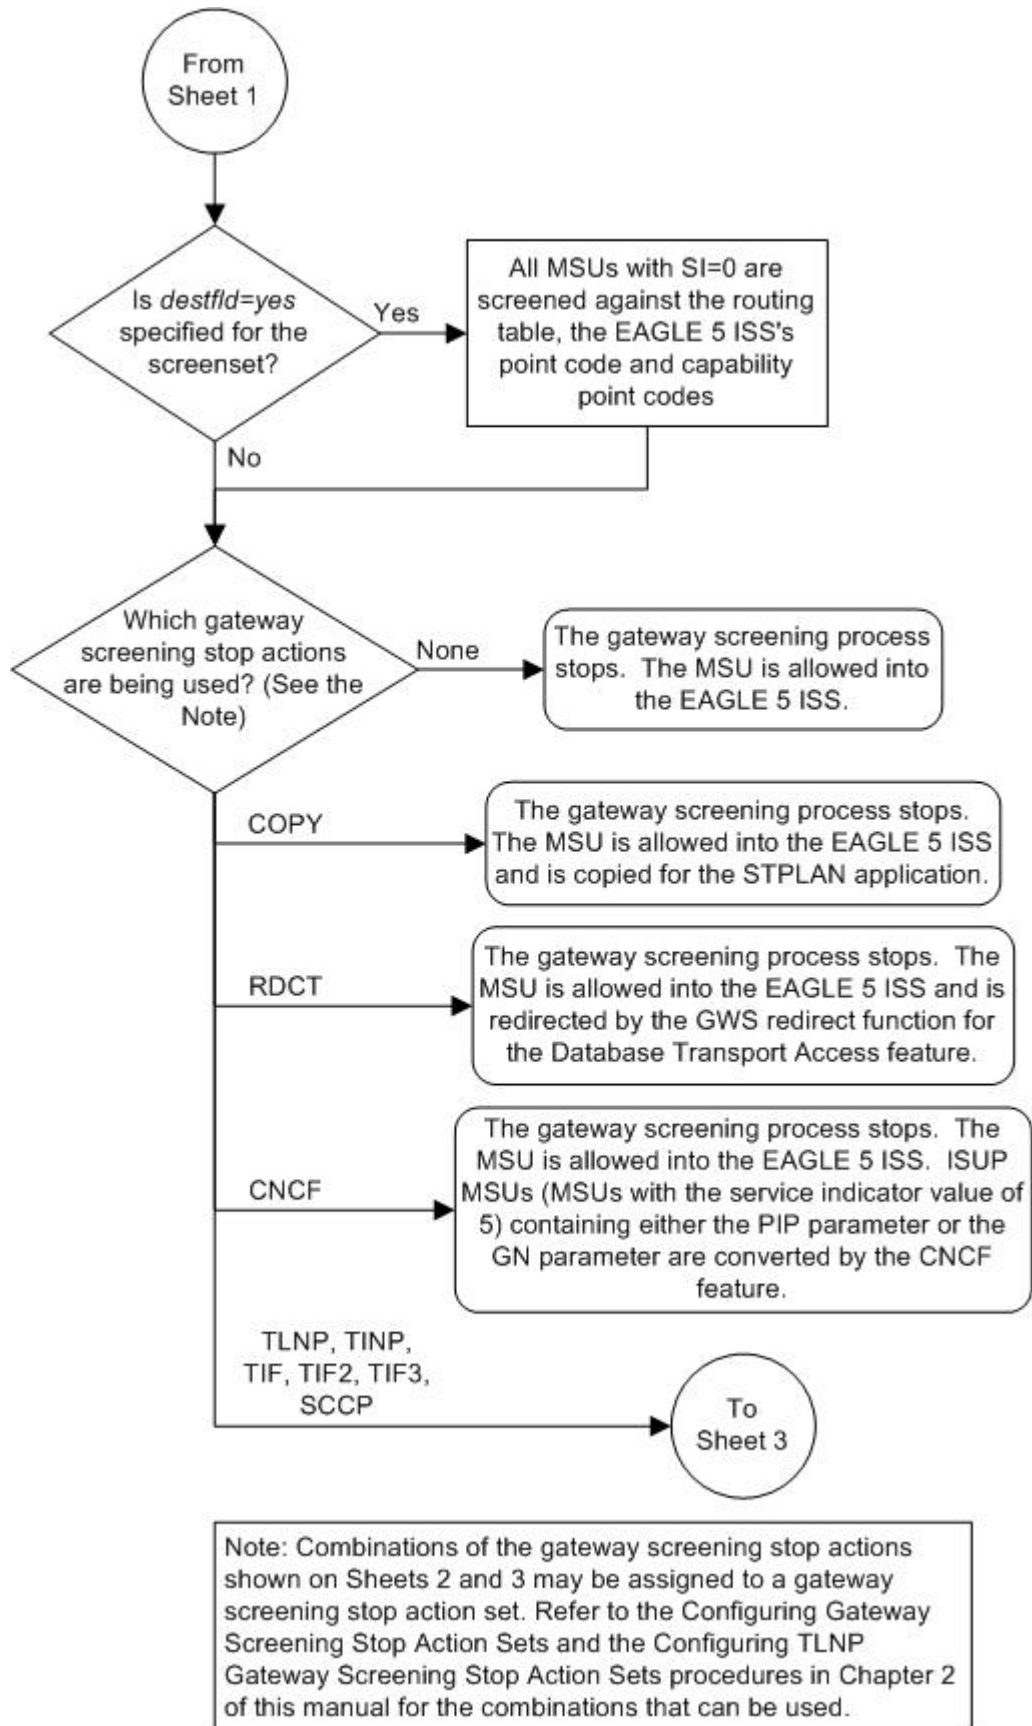 From
Sheet 1
Is destfld=yes
specified for the
screenset?
Yes
All MSUs with SI=0 are
screened against the routing
table, the EAGLE 5 ISS's
point code and capability
point codes
No
Which gateway
screening stop actions
are being used? (See the
Note)
None
The gateway screening process
stops. The MSU is allowed into
the EAGLE 5 ISS.
COPY
The gateway screening process stops.
The MSU is allowed into the EAGLE 5 ISS
and is copied for the STPLAN application.
RDCT
The gateway screening process stops. The
MSU is allowed into the EAGLE 5 ISS and is
redirected by the GWS redirect function for
the Database Transport Access feature.
CNCF
The gateway screening process stops. The
MSU is allowed into the EAGLE 5 ISS. ISUP
MSUs (MSUs with the service indicator value of
5) containing either the PIP parameter or the
GN parameter are converted by the CNCF
feature.
TLNP, TINP,
TIF, TIF2, TIF3,
SCCP
To
Sheet 3
Note: Combinations of the gateway screening stop actions
shown on Sheets 2 and 3 may be assigned to a gateway
screening stop action set. Refer to the Configuring Gateway
Screening Stop Action Sets and the Configuring TLNP
Gateway Screening Stop Action Sets procedures in Chapter 2
of this manual for the combinations that can be used.